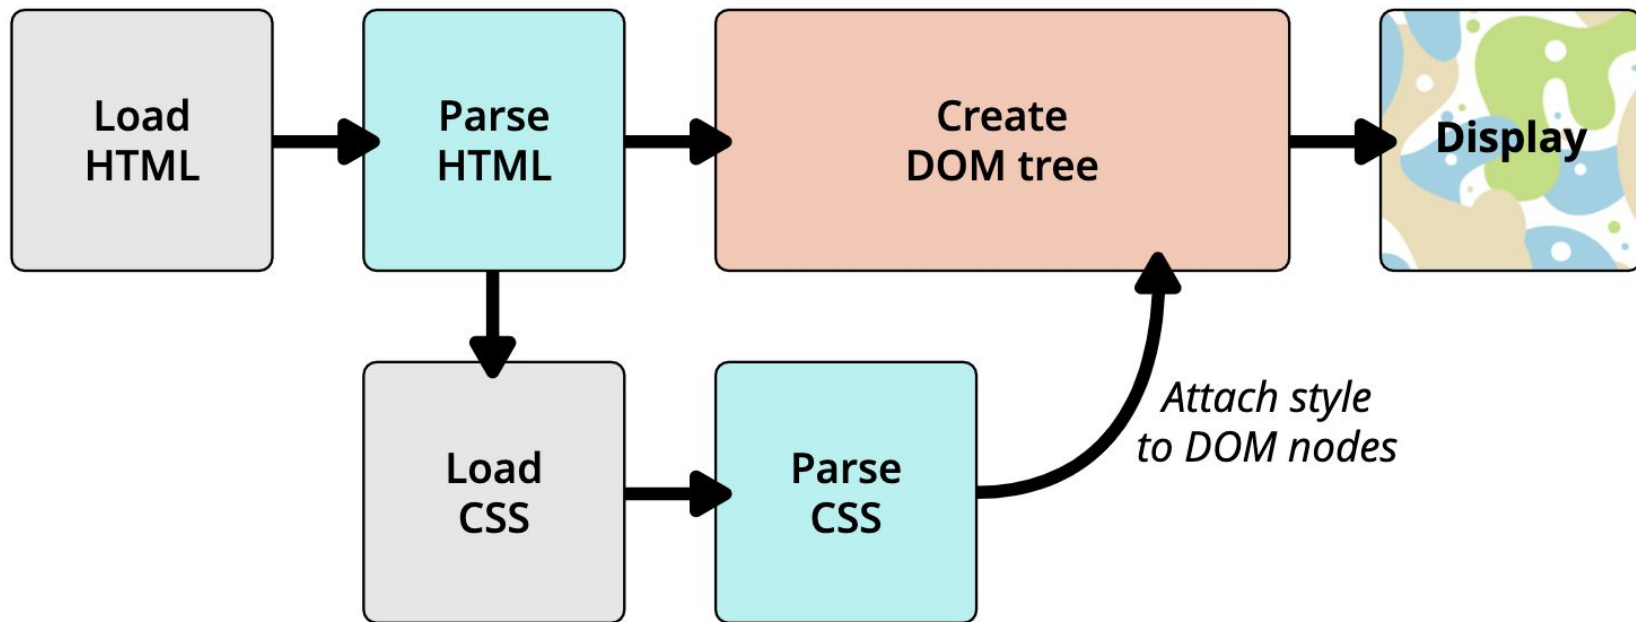 Load
HTML
Parse
HTML
Create
DOM tree
Display
Load
CSS
Parse
CSS
Attach style
to DOM nodes